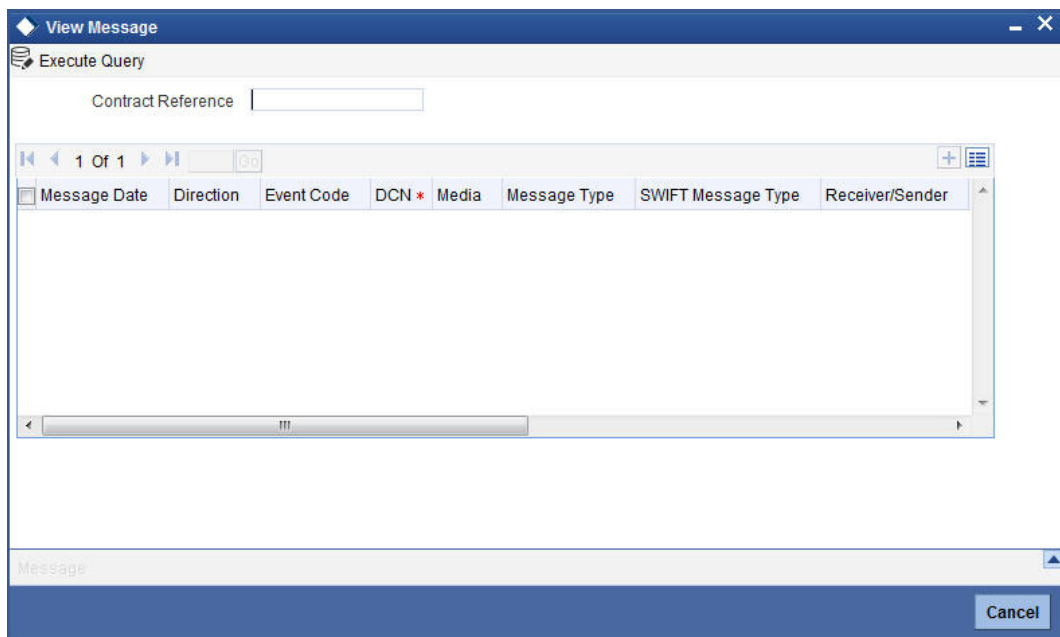 View Message
Execute Query
Contract Reference
1 Of 1 Go
Message Date Direction Event Code DCN * Media Message Type SWIFT Message Type Receiver/Sender
Message
Cancel